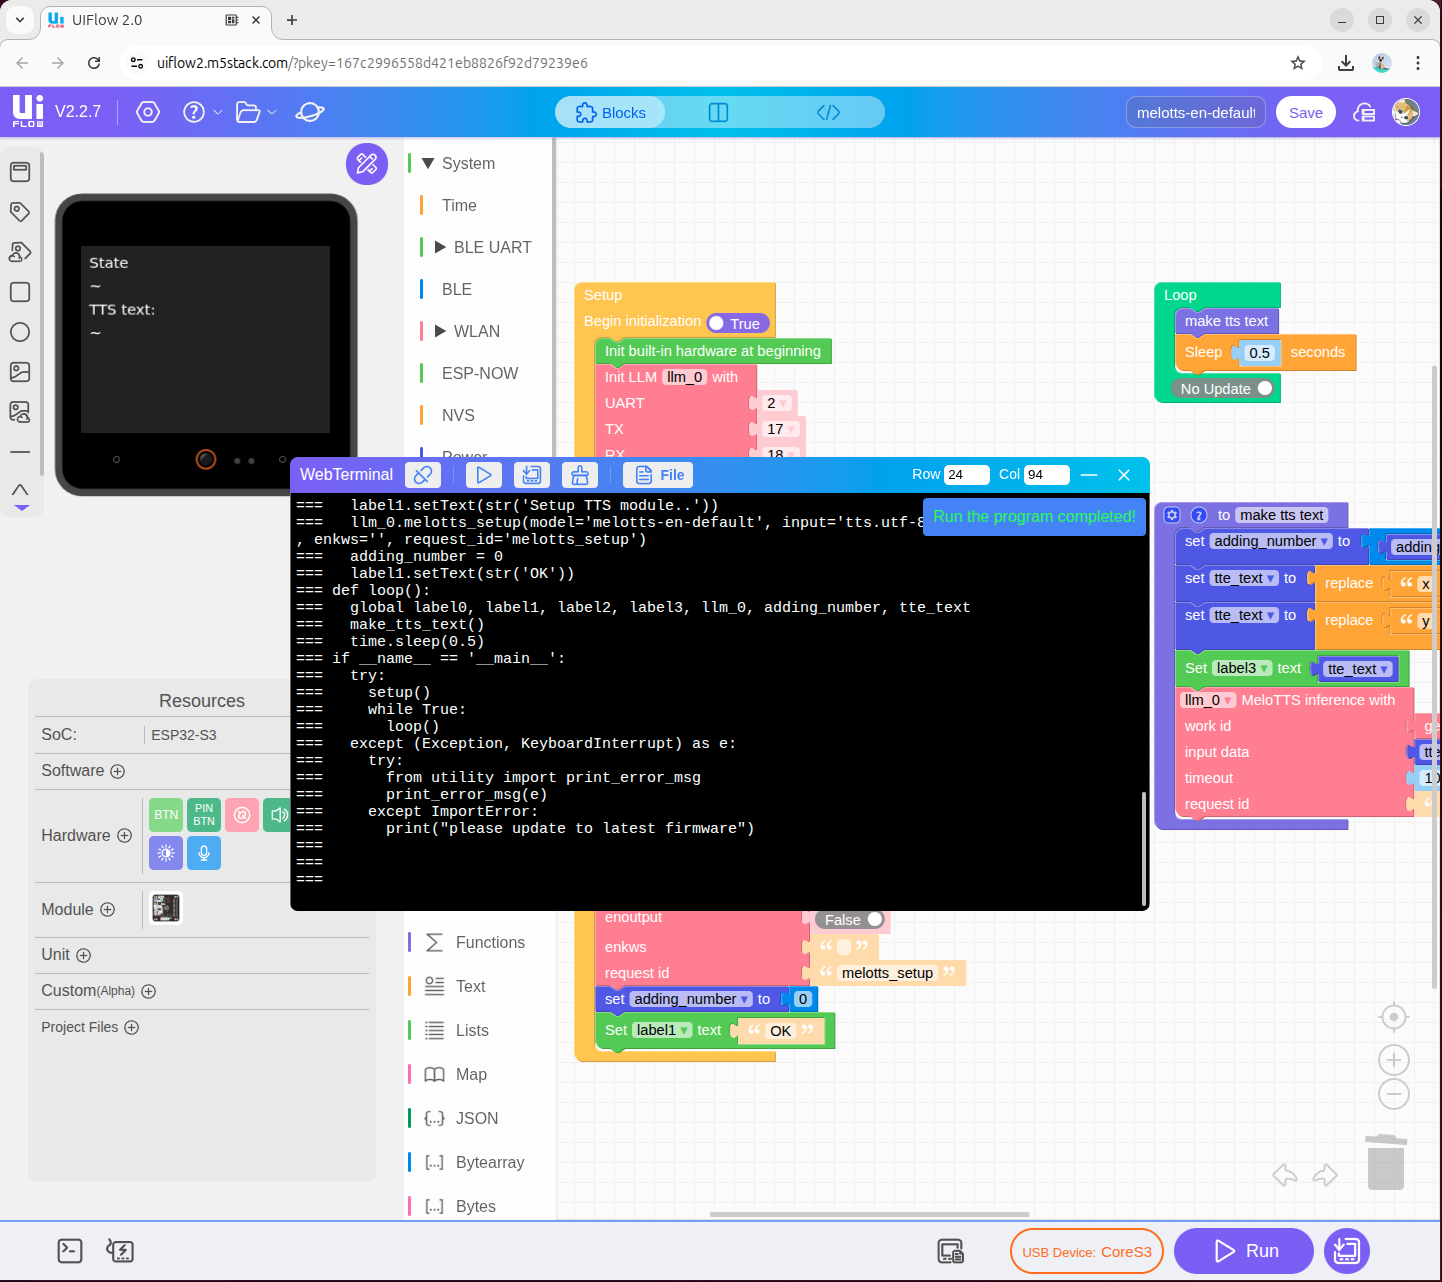 UIFlow 2.0
uiflow2.m5stack.com/?pkey=167c2996558d421eb8826f92d79239e6
Ui
FLOW
V2.2.7
Blocks
melotts-en-default
Save
State
~
TTS text:
~
System
Time
BLE UART
BLE
WLAN
ESP-NOW
NVS
Power
Setup
Begin initialization True
Init built-in hardware at beginning
Init LLM llm_0 with
UART 2
TX 17
RX 18
Loop
make tts text
Sleep 0.5 seconds
No Update
WebTerminal
File
Row 24 Col 94
Run the program completed!
=== label1.setText(str('Setup TTS module..'))
=== llm_0.melotts_setup(model='melotts-en-default', input='tts.utf-8
, enkws='', request_id='melotts_setup')
=== adding_number = 0
=== label1.setText(str('OK'))
=== def loop():
=== global label0, label1, label2, label3, llm_0, adding_number, tte_text
=== make_tts_text()
=== time.sleep(0.5)
=== if __name__ == '__main__':
=== try:
=== setup()
=== while True:
=== loop()
=== except (Exception, KeyboardInterrupt) as e:
=== try:
=== from utility import print_error_msg
=== print_error_msg(e)
=== except ImportError:
=== print("please update to latest firmware")
===
===
===
to make tts text
set adding_number to adding
set tte_text to replace “ x
set tte_text to replace “ y
Set label3 text tte_text
llm_0 MeloTTS inference with
work id ge
input data tte
timeout 10
request id “
Resources
SoC: ESP32-S3
Software
Hardware
BTN
PIN
BTN
Module
Unit
Custom(Alpha)
Project Files
Functions
Text
Lists
Map
JSON
Bytearray
Bytes
enoutput False
enkws “ ”
request id “ melotts_setup ”
set adding_number to 0
Set label1 text “ OK ”
USB Device: CoreS3
Run